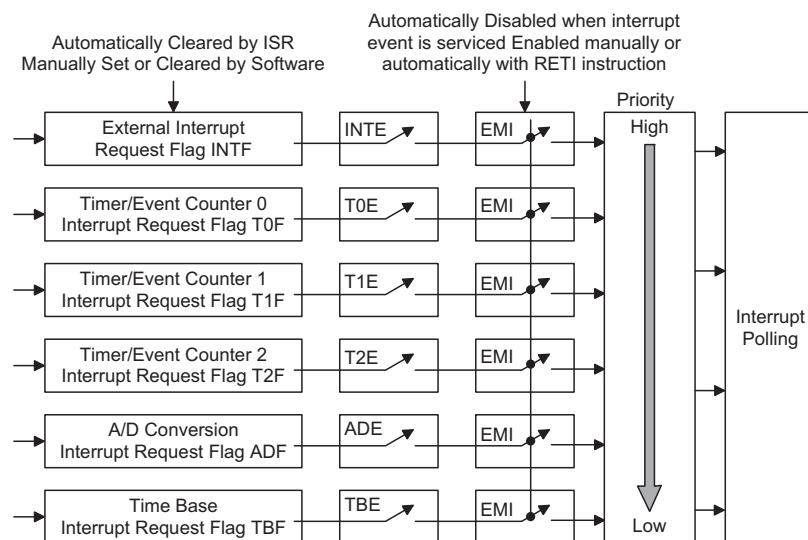 Automatically Cleared by ISR
Manually Set or Cleared by Software
Automatically Disabled when interrupt
event is serviced Enabled manually or
automatically with RETI instruction
Priority
High
External Interrupt
Request Flag INTF
INTE
EMI
Timer/Event Counter 0
Interrupt Request Flag T0F
T0E
EMI
Timer/Event Counter 1
Interrupt Request Flag T1F
T1E
EMI
Interrupt
Polling
Timer/Event Counter 2
Interrupt Request Flag T2F
T2E
EMI
A/D Conversion
Interrupt Request Flag ADF
ADE
EMI
Time Base
Interrupt Request Flag TBF
TBE
EMI
Low